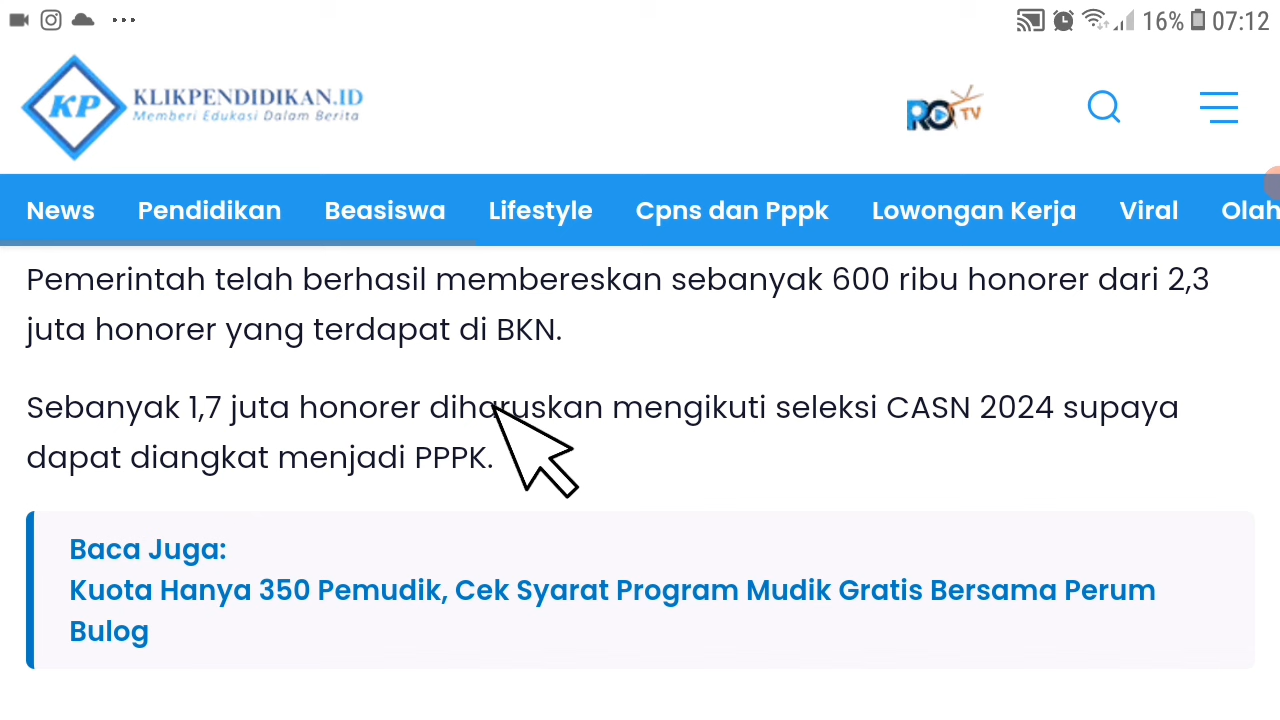 16% 07:12
KP
KLIKPENDIDIKAN.ID
Memberi Edukasi Dalam Berita
RO TV
News Pendidikan Beasiswa Lifestyle Cpns dan Pppk Lowongan Kerja Viral Olah
Pemerintah telah berhasil membereskan sebanyak 600 ribu honorer dari 2,3
juta honorer yang terdapat di BKN.
Sebanyak 1,7 juta honorer diharuskan mengikuti seleksi CASN 2024 supaya
dapat diangkat menjadi PPPK.
Baca Juga:
Kuota Hanya 350 Pemudik, Cek Syarat Program Mudik Gratis Bersama Perum
Bulog